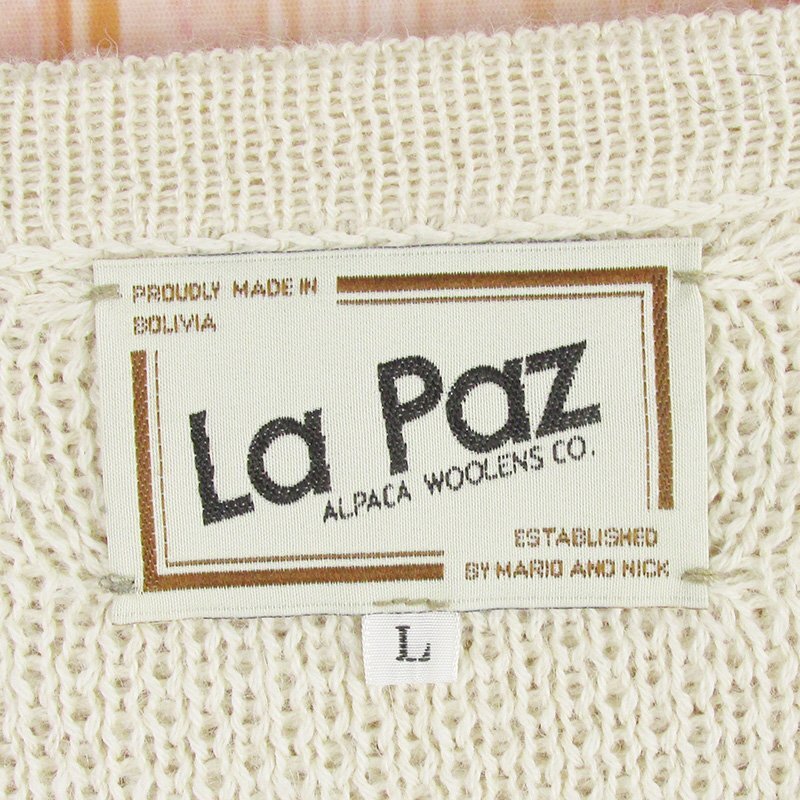 PROUDLY MADE IN
BOLIVIA
La Paz
ALPACA WOOLENS CO.
ESTABLISHED
BY MARIO AND NICK
L